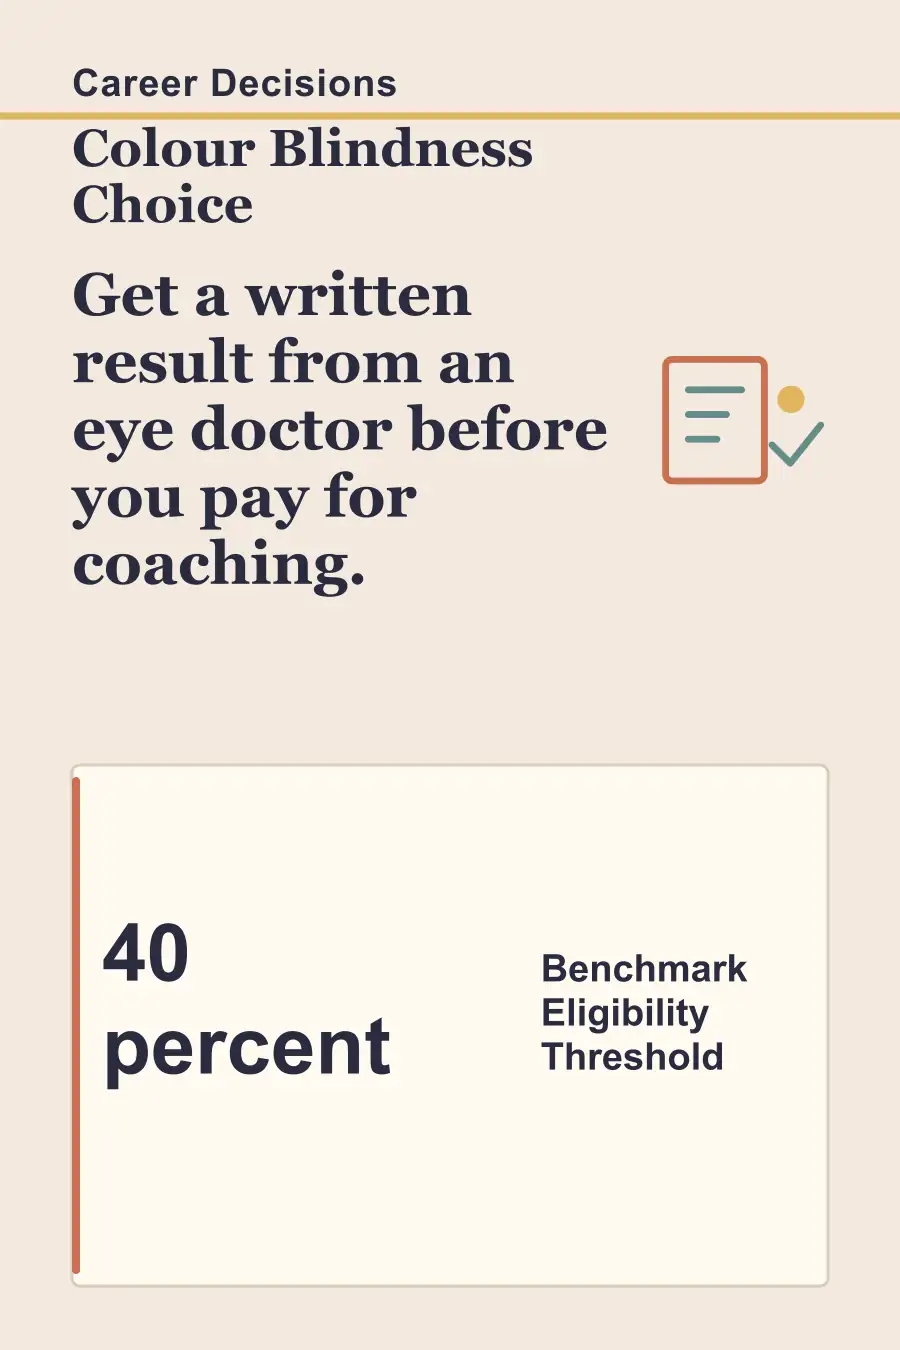 Career Decisions
Colour Blindness
Choice
Get a written
result from an
eye doctor before
you pay for
coaching.
40
percent
Benchmark
Eligibility
Threshold